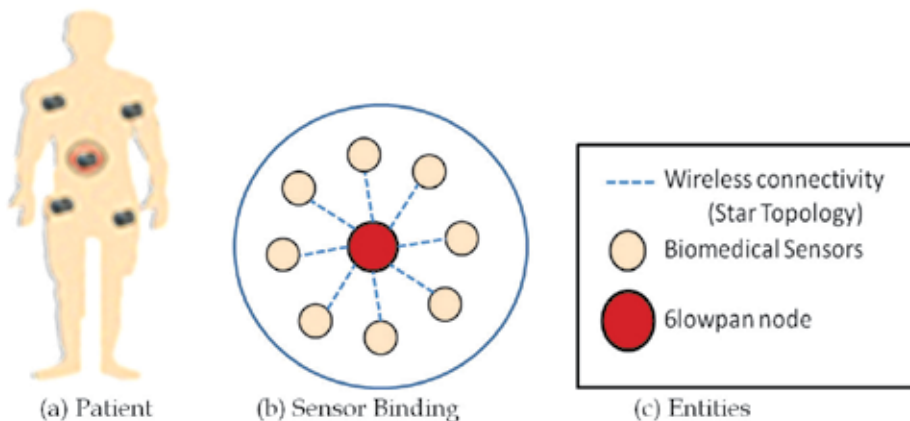 Wireless connectivity
(Star Topology)
Biomedical Sensors
6lowpan node
(a) Patient
(b) Sensor Binding
(c) Entities